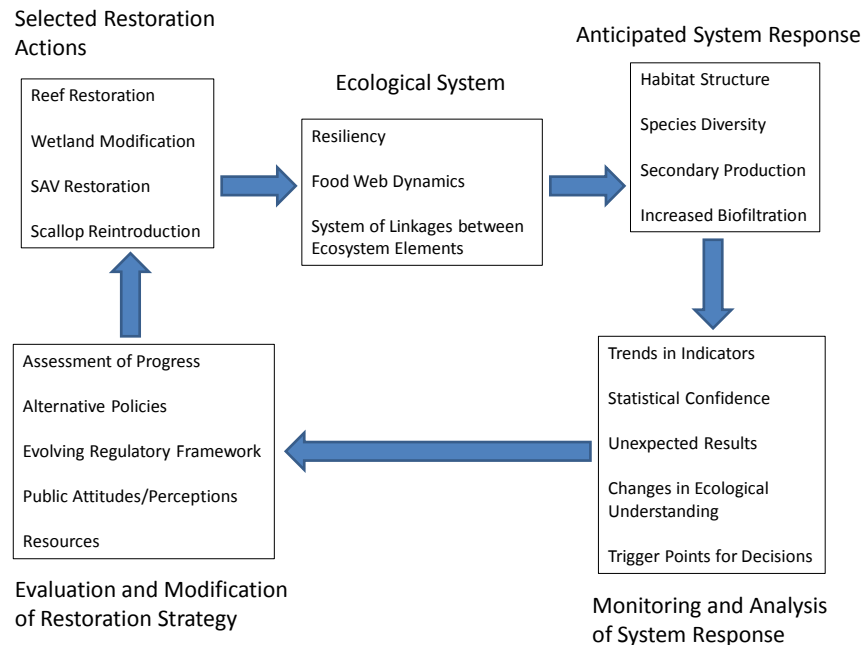 Selected Restoration
Actions
Reef Restoration
Wetland Modification
SAV Restoration
Scallop Reintroduction
Ecological System
Resiliency
Food Web Dynamics
System of Linkages between
Ecosystem Elements
Anticipated System Response
Habitat Structure
Species Diversity
Secondary Production
Increased Biofiltration
Trends in Indicators
Statistical Confidence
Unexpected Results
Changes in Ecological
Understanding
Trigger Points for Decisions
Monitoring and Analysis
of System Response
Assessment of Progress
Alternative Policies
Evolving Regulatory Framework
Public Attitudes/Perceptions
Resources
Evaluation and Modification
of Restoration Strategy